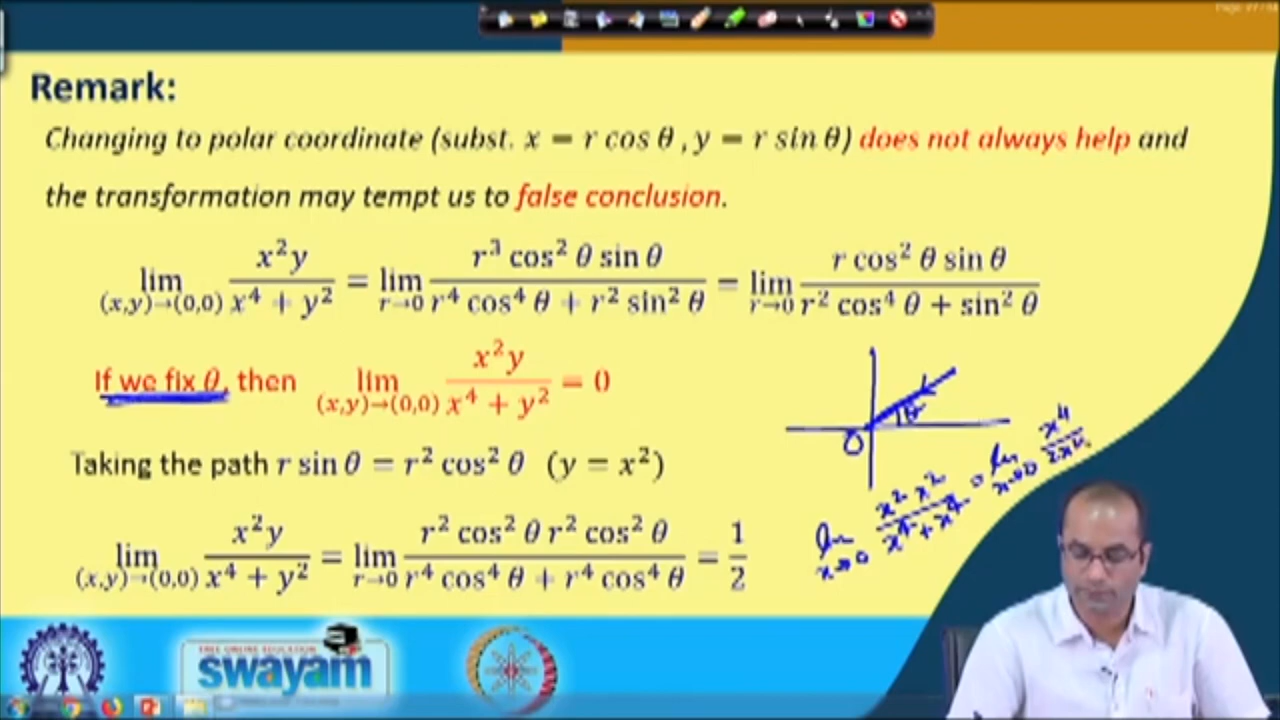 Remark:
Changing to polar coordinate (subst. x = r cos θ , y = r sin θ) does not always help and
the transformation may tempt us to false conclusion.
lim (x,y)→(0,0) x²y / (x⁴ + y²) = lim r→0 r³ cos² θ sin θ / (r⁴ cos⁴ θ + r² sin² θ) = lim r→0 r cos² θ sin θ / (r² cos⁴ θ + sin² θ)
If we fix θ, then lim (x,y)→(0,0) x²y / (x⁴ + y²) = 0
θ
O
Taking the path r sin θ = r² cos² θ (y = x²)
lim x→0 x² x² / (x⁴ + x⁴) = lim x→0 x⁴ / 2x⁴
lim (x,y)→(0,0) x²y / (x⁴ + y²) = lim r→0 r² cos² θ r² cos² θ / (r⁴ cos⁴ θ + r⁴ cos⁴ θ) = 1/2
FREE ONLINE EDUCATION
swayam